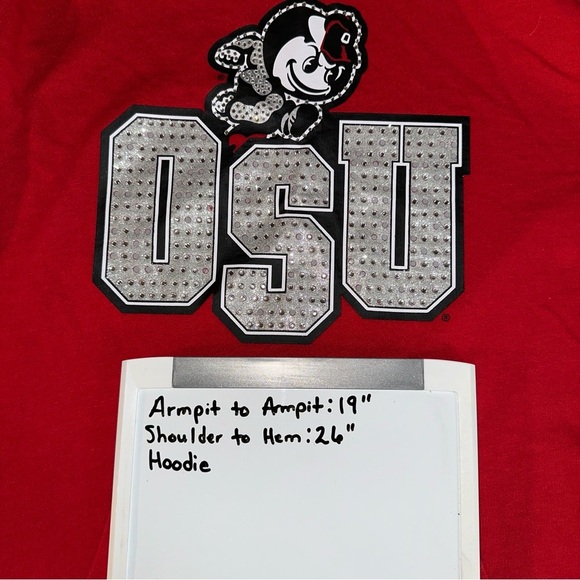 OSU
Armpit to Ampit: 19"
Shoulder to Hem: 26"
Hoodie